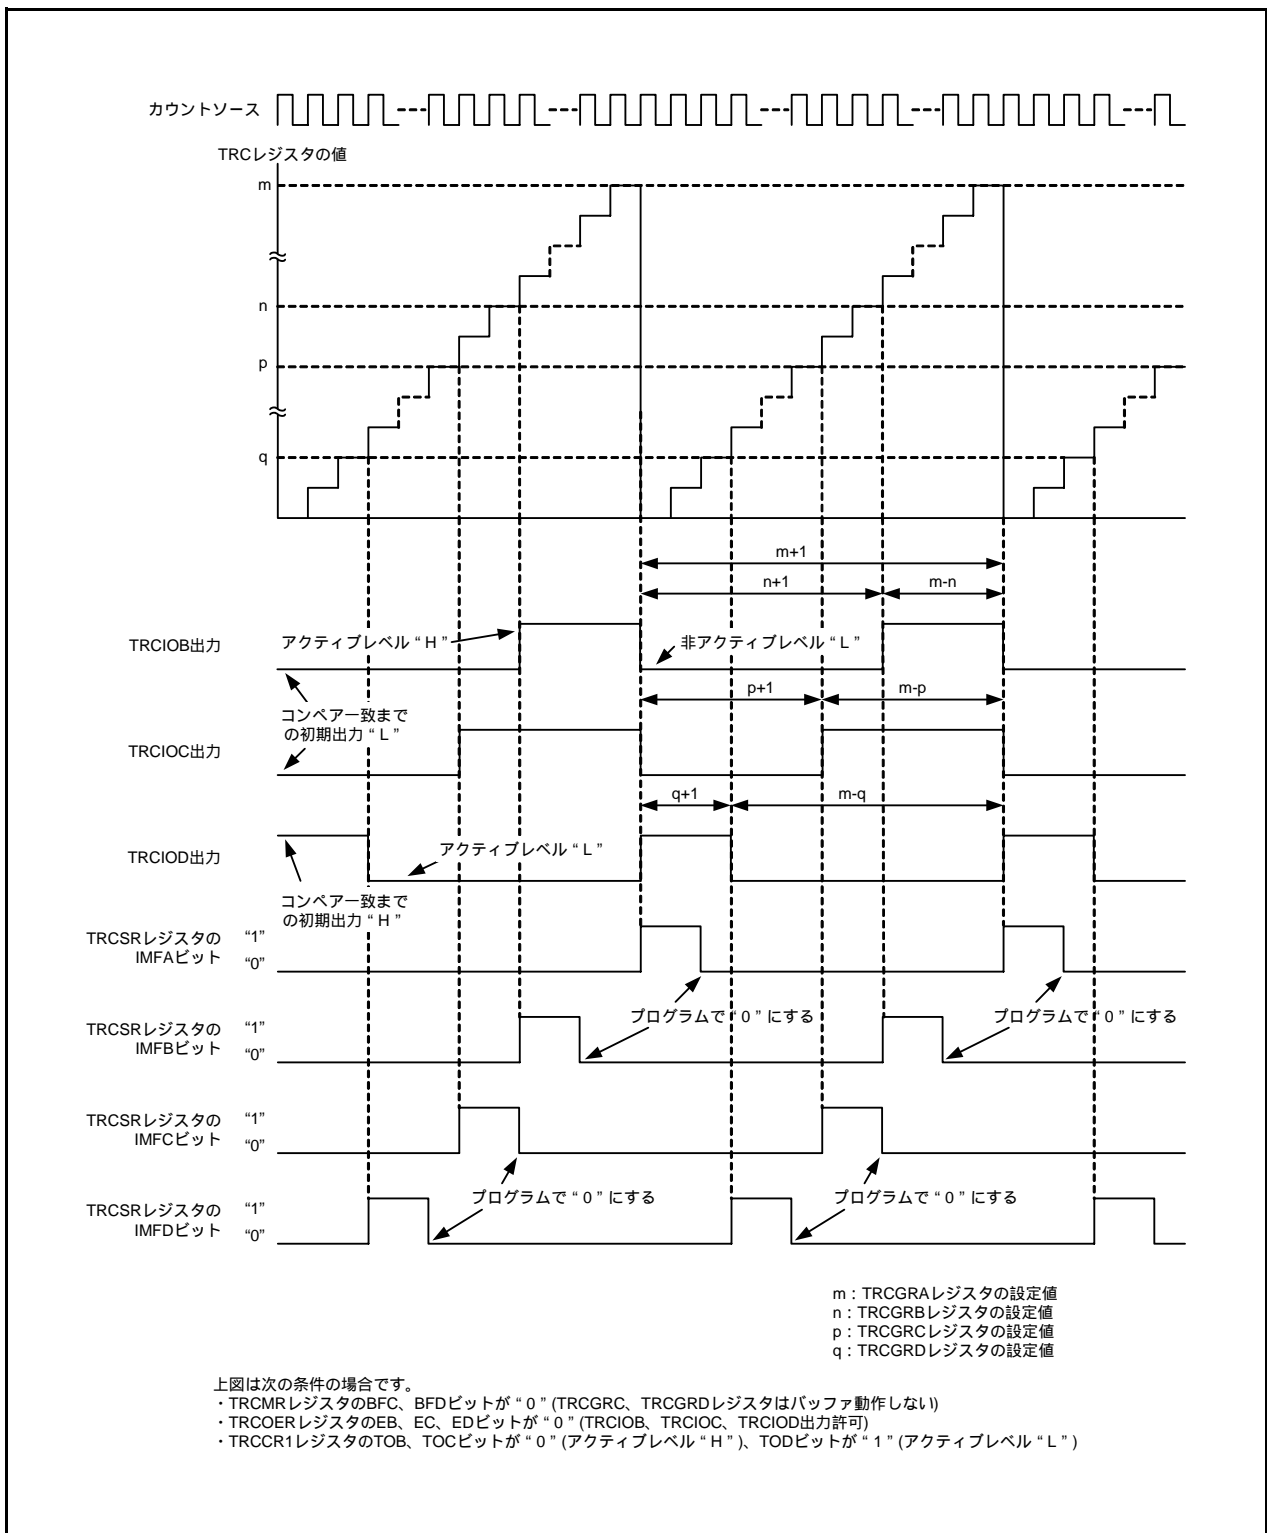 カウントソース
TRCレジスタの値
m
n
p
q
m+1
n+1
m-n
TRCIOB出力
アクティブレベル“H”
非アクティブレベル“L”
p+1
m-p
コンペア一致まで
の初期出力“L”
TRCIOC出力
q+1
m-q
TRCIOD出力
アクティブレベル“L”
コンペア一致まで
の初期出力“H”
TRCSRレジスタの
IMFAビット
“1”
“0”
プログラムで“0”にする
プログラムで“0”にする
TRCSRレジスタの
IMFBビット
“1”
“0”
TRCSRレジスタの
IMFCビット
“1”
“0”
プログラムで“0”にする
プログラムで“0”にする
TRCSRレジスタの
IMFDビット
“1”
“0”
m：TRCGRAレジスタの設定値
n：TRCGRBレジスタの設定値
p：TRCGRCレジスタの設定値
q：TRCGRDレジスタの設定値
上図は次の条件の場合です。
・TRCMRレジスタのBFC、BFDビットが“0”(TRCGRC、TRCGRDレジスタはバッファ動作しない)
・TRCOERレジスタのEB、EC、EDビットが“0”(TRCIOB、TRCIOC、TRCIOD出力許可)
・TRCCR1レジスタのTOB、TOCビットが“0”(アクティブレベル“H”)、TODビットが“1”(アクティブレベル“L”)